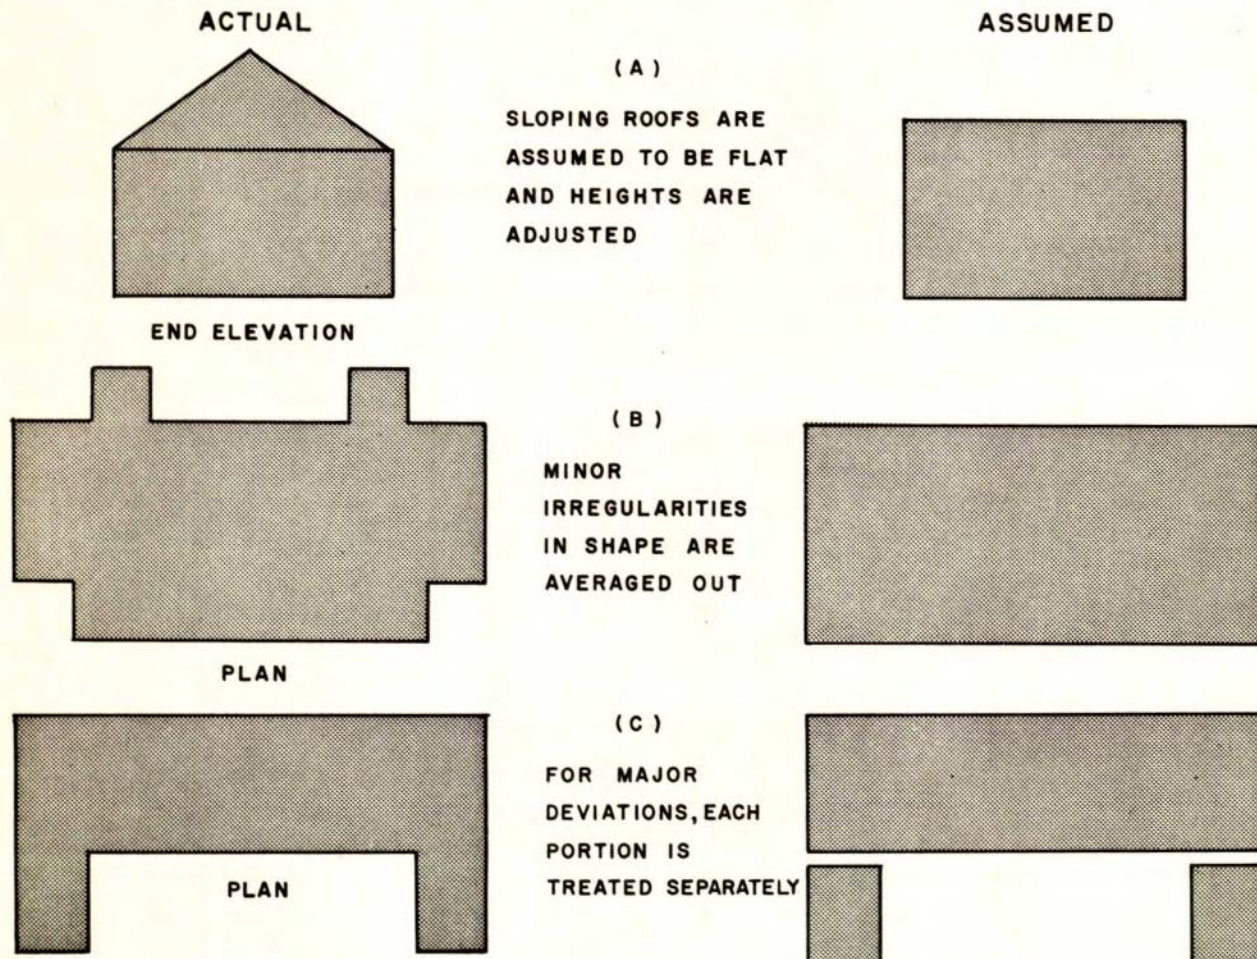 ACTUAL
ASSUMED
(A)
SLOPING ROOFS ARE
ASSUMED TO BE FLAT
AND HEIGHTS ARE
ADJUSTED
END ELEVATION
(B)
MINOR
IRREGULARITIES
IN SHAPE ARE
AVERAGED OUT
PLAN
(C)
FOR MAJOR
DEVIATIONS, EACH
PORTION IS
TREATED SEPARATELY
PLAN